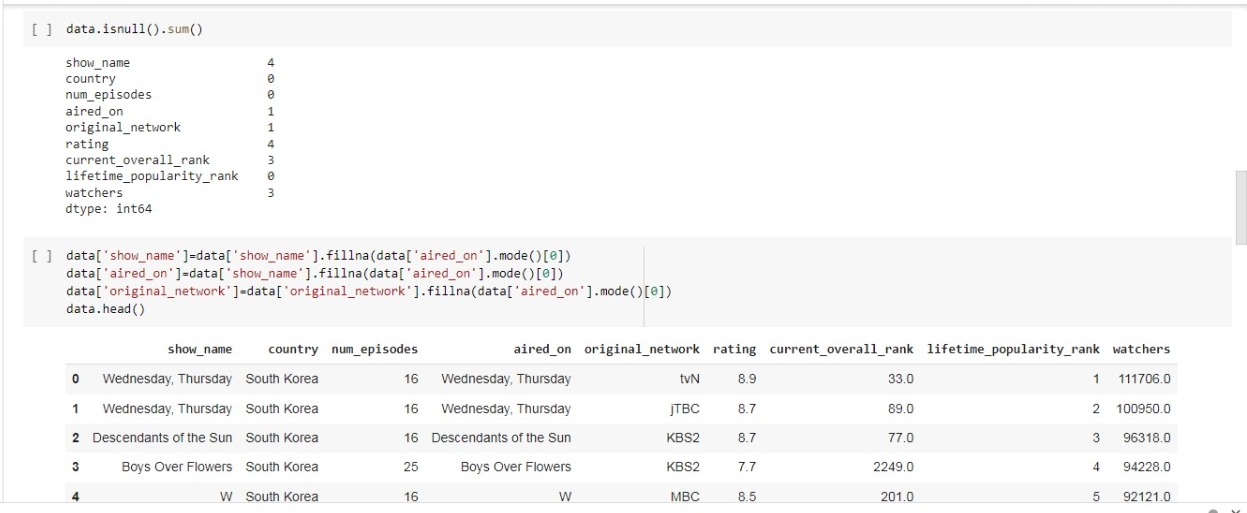 [ ] data.isnull().sum()
show_name 4
country 0
num_episodes 0
aired_on 1
original_network 1
rating 4
current_overall_rank 3
lifetime_popularity_rank 0
watchers 3
dtype: int64
[ ] data['show_name']=data['show_name'].fillna(data['aired_on'].mode()[0])
data['aired_on']=data['show_name'].fillna(data['aired_on'].mode()[0])
data['original_network']=data['original_network'].fillna(data['aired_on'].mode()[0])
data.head()
show_name country num_episodes aired_on original_network rating current_overall_rank lifetime_popularity_rank watchers
0 Wednesday, Thursday South Korea 16 Wednesday, Thursday tvN 8.9 33.0 1 111706.0
1 Wednesday, Thursday South Korea 16 Wednesday, Thursday jTBC 8.7 89.0 2 100950.0
2 Descendants of the Sun South Korea 16 Descendants of the Sun KBS2 8.7 77.0 3 96318.0
3 Boys Over Flowers South Korea 25 Boys Over Flowers KBS2 7.7 2249.0 4 94228.0
4 W South Korea 16 W MBC 8.5 201.0 5 92121.0